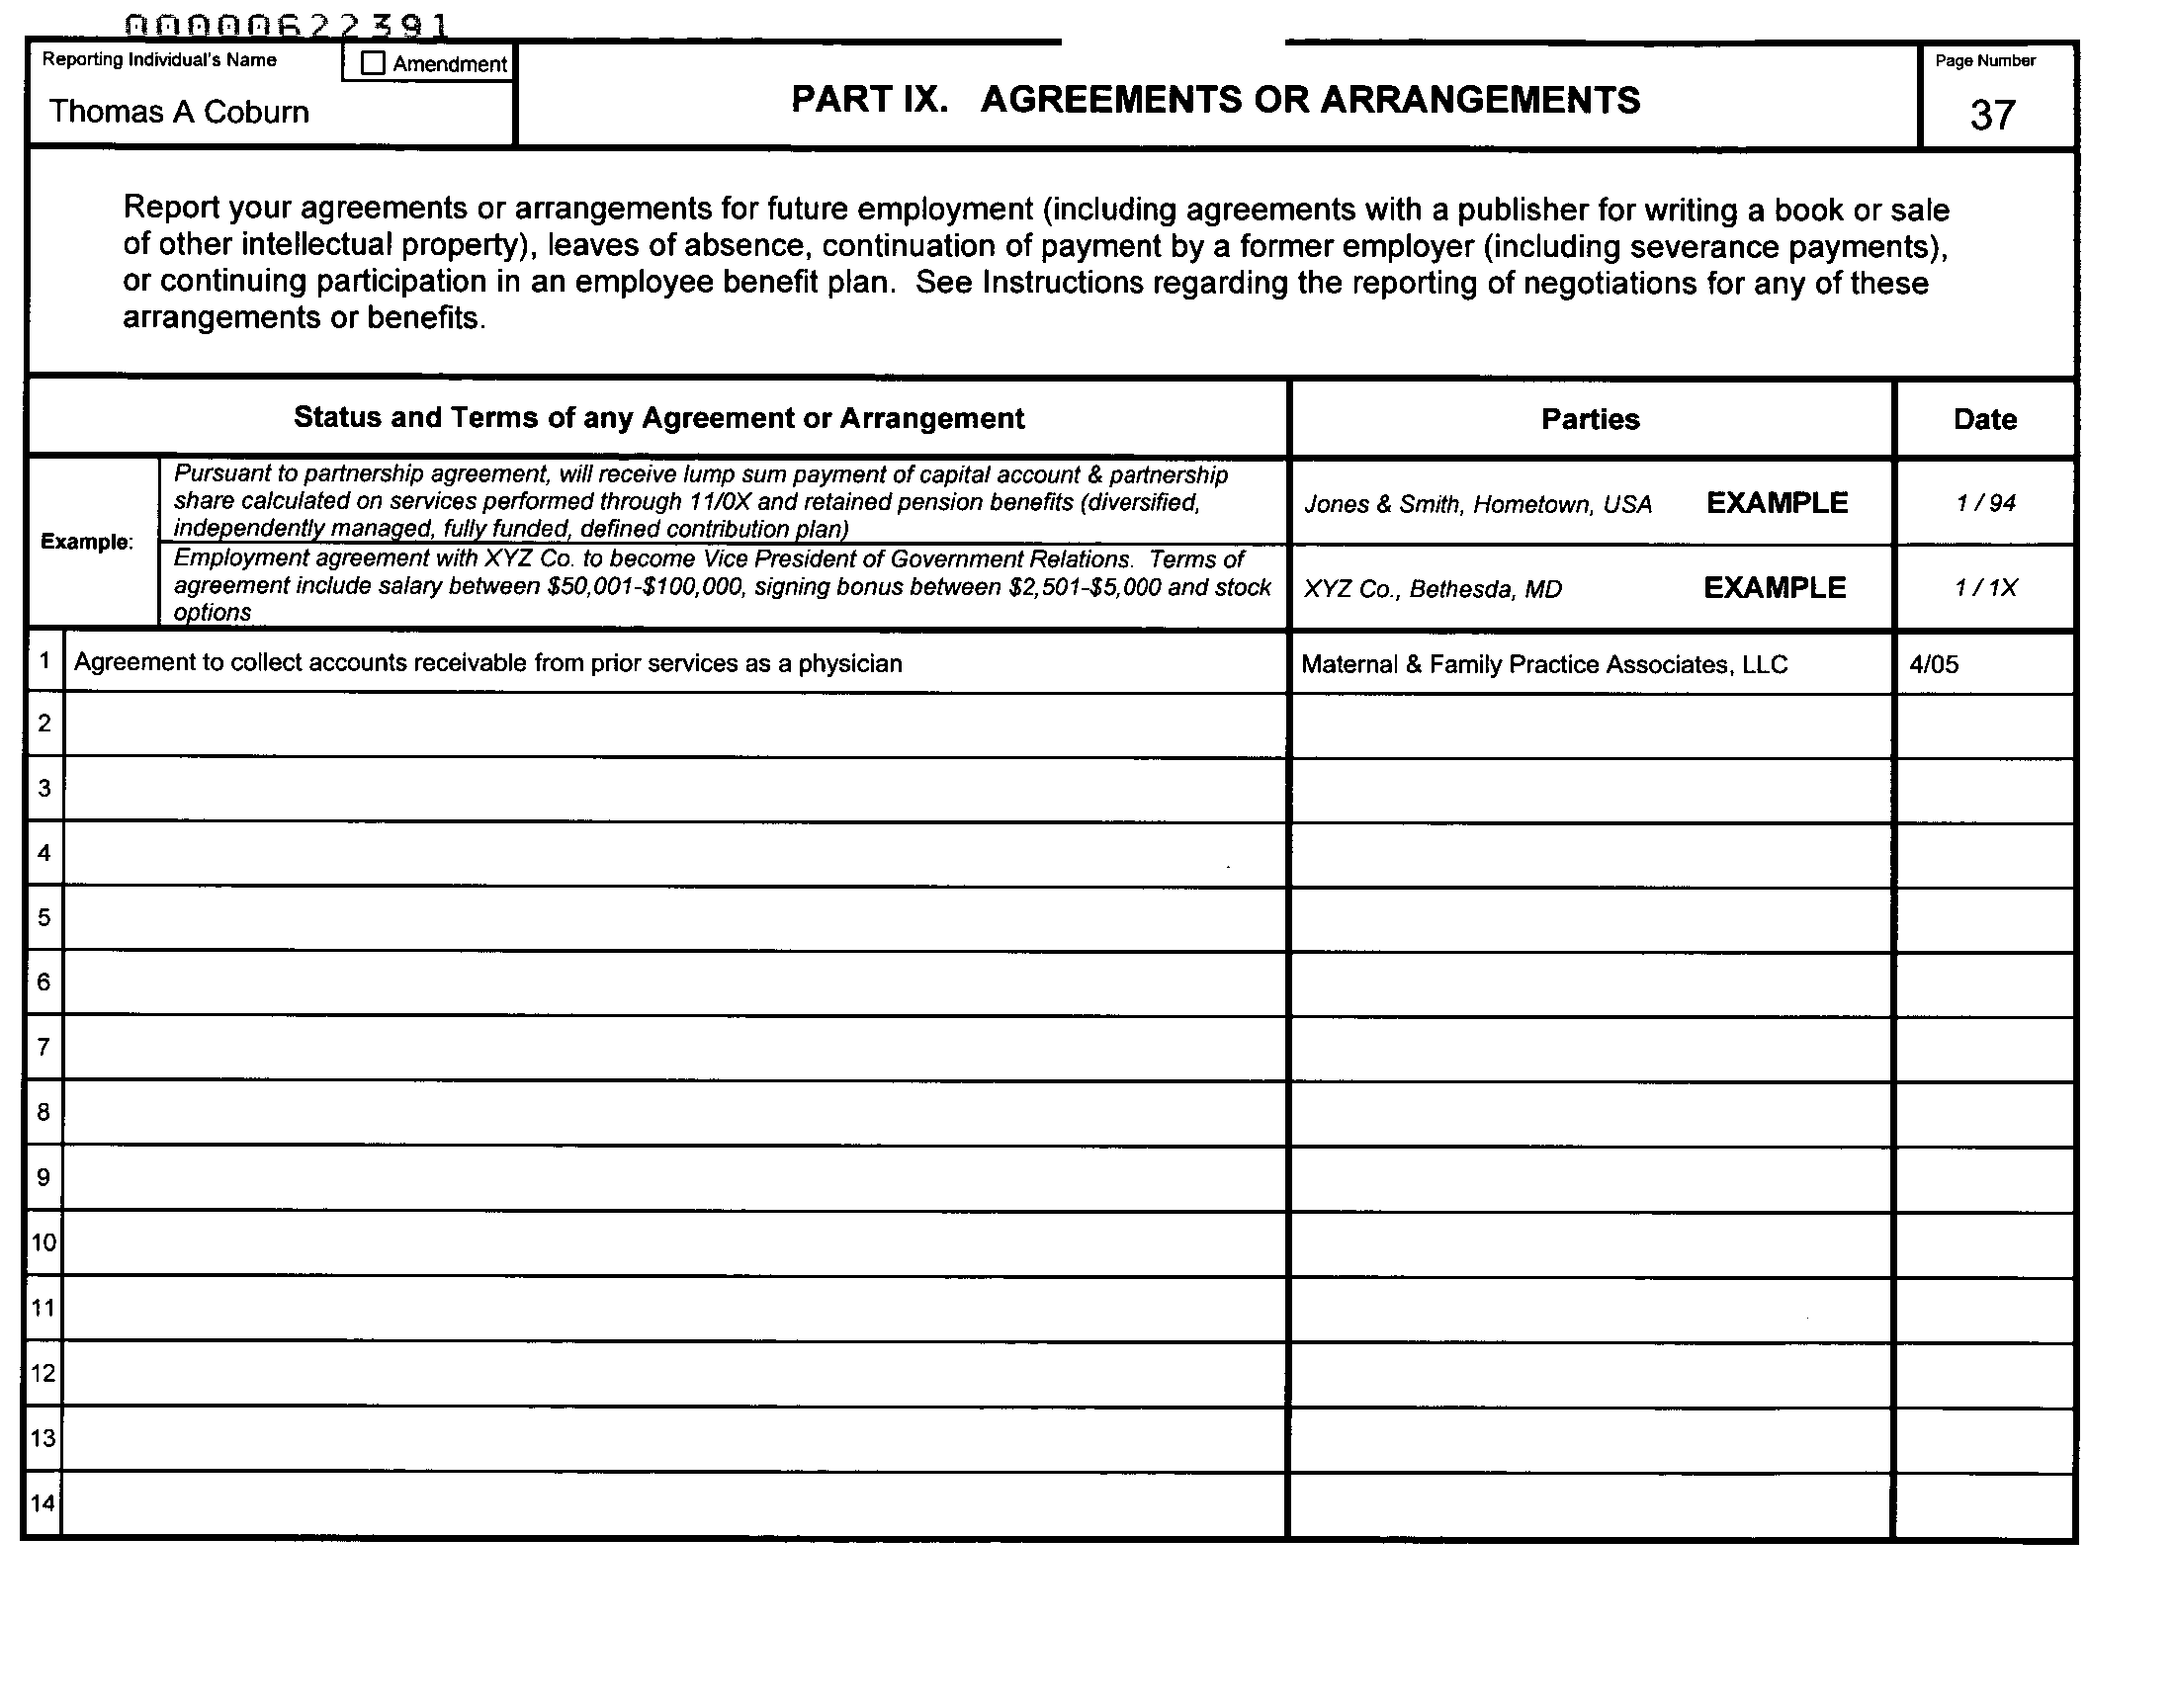 00000622391
Reporting Individual's Name
Amendment
Thomas A Coburn
PART IX. AGREEMENTS OR ARRANGEMENTS
Page Number
37
Report your agreements or arrangements for future employment (including agreements with a publisher for writing a book or sale
of other intellectual property), leaves of absence, continuation of payment by a former employer (including severance payments),
or continuing participation in an employee benefit plan. See Instructions regarding the reporting of negotiations for any of these
arrangements or benefits.
Status and Terms of any Agreement or Arrangement
Parties
Date
Example:
Pursuant to partnership agreement, will receive lump sum payment of capital account & partnership
share calculated on services performed through 11/0X and retained pension benefits (diversified,
independently managed, fully funded, defined contribution plan)
Jones & Smith, Hometown, USA EXAMPLE
1 / 94
Employment agreement with XYZ Co. to become Vice President of Government Relations. Terms of
agreement include salary between $50,001-$100,000, signing bonus between $2,501-$5,000 and stock
options
XYZ Co., Bethesda, MD EXAMPLE
1 / 1X
1 Agreement to collect accounts receivable from prior services as a physician Maternal & Family Practice Associates, LLC 4/05
2
3
4
5
6
7
8
9
10
11
12
13
14